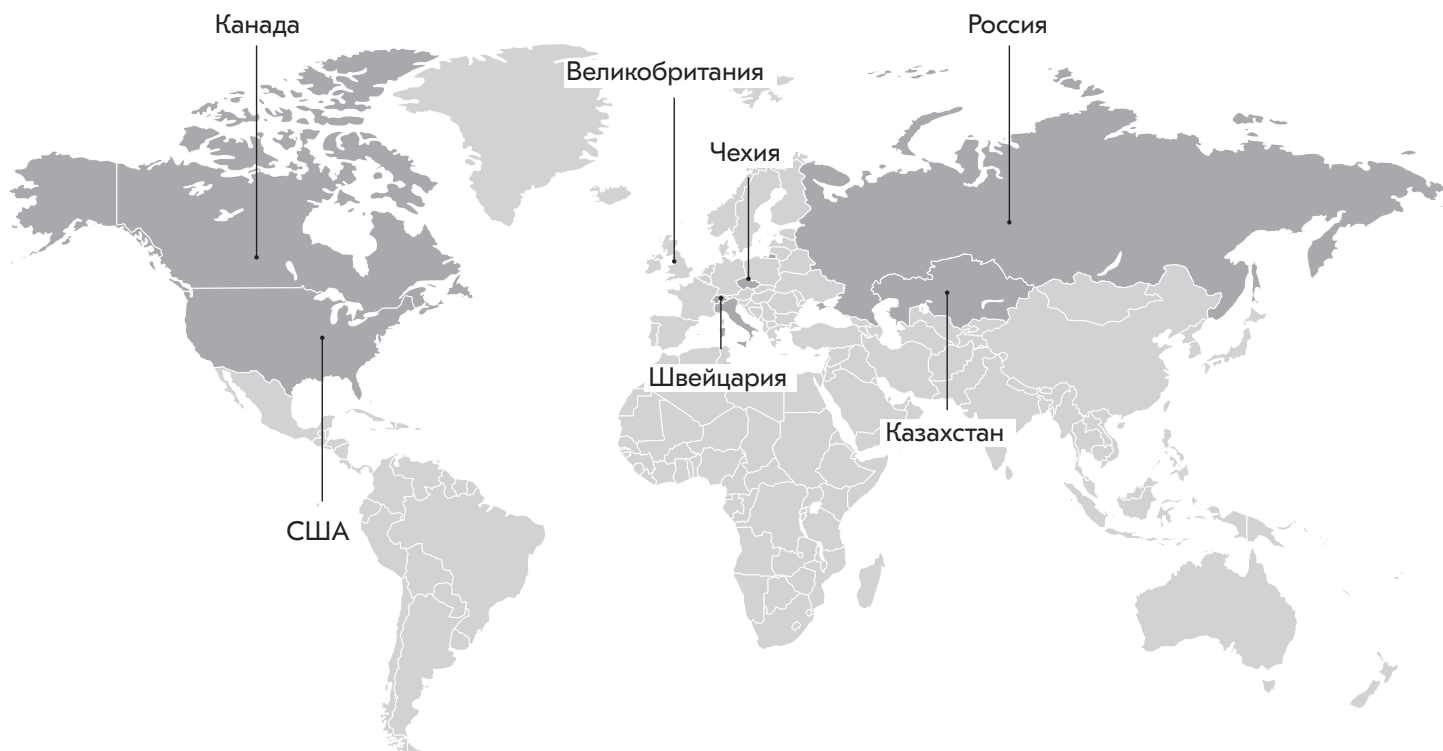 Канада
Россия
Великобритания
Чехия
Швейцария
Казахстан
США